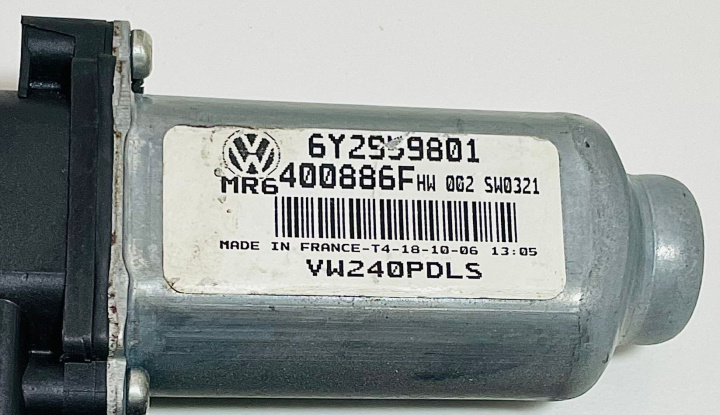 6Y2959801
MR6 400886F HW 002 SW0321
MADE IN FRANCE-T4-18-10-06 13:05
VW240PDLS